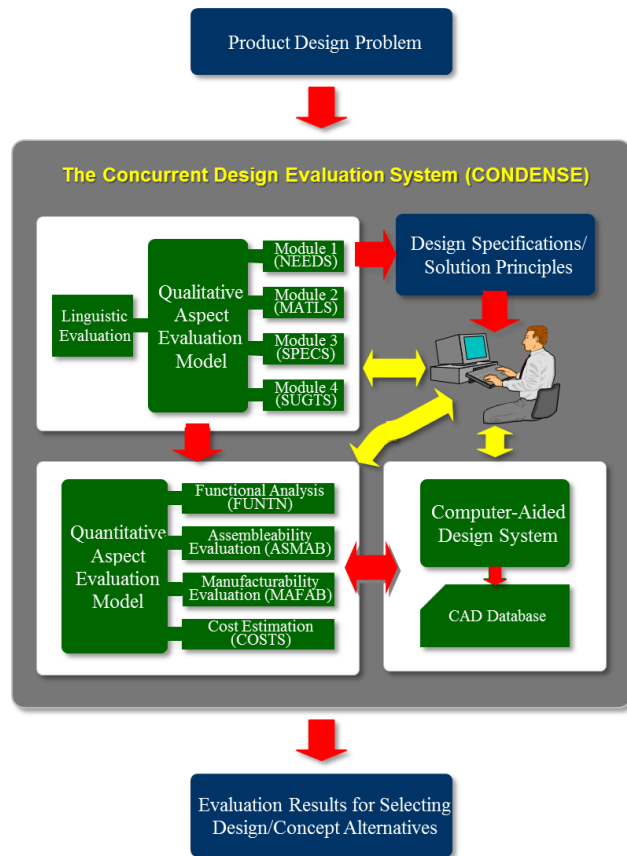 Product Design Problem
The Concurrent Design Evaluation System (CONDENSE)
Linguistic
Evaluation
Qualitative
Aspect
Evaluation
Model
Module 1
(NEEDS)
Module 2
(MATLS)
Module 3
(SPECS)
Module 4
(SUGTS)
Design Specifications/
Solution Principles
Quantitative
Aspect
Evaluation
Model
Functional Analysis
(FUNTN)
Assembleability
Evaluation (ASMAB)
Manufacturability
Evaluation (MAFAB)
Cost Estimation
(COSTS)
Computer-Aided
Design System
CAD Database
Evaluation Results for Selecting
Design/Concept Alternatives